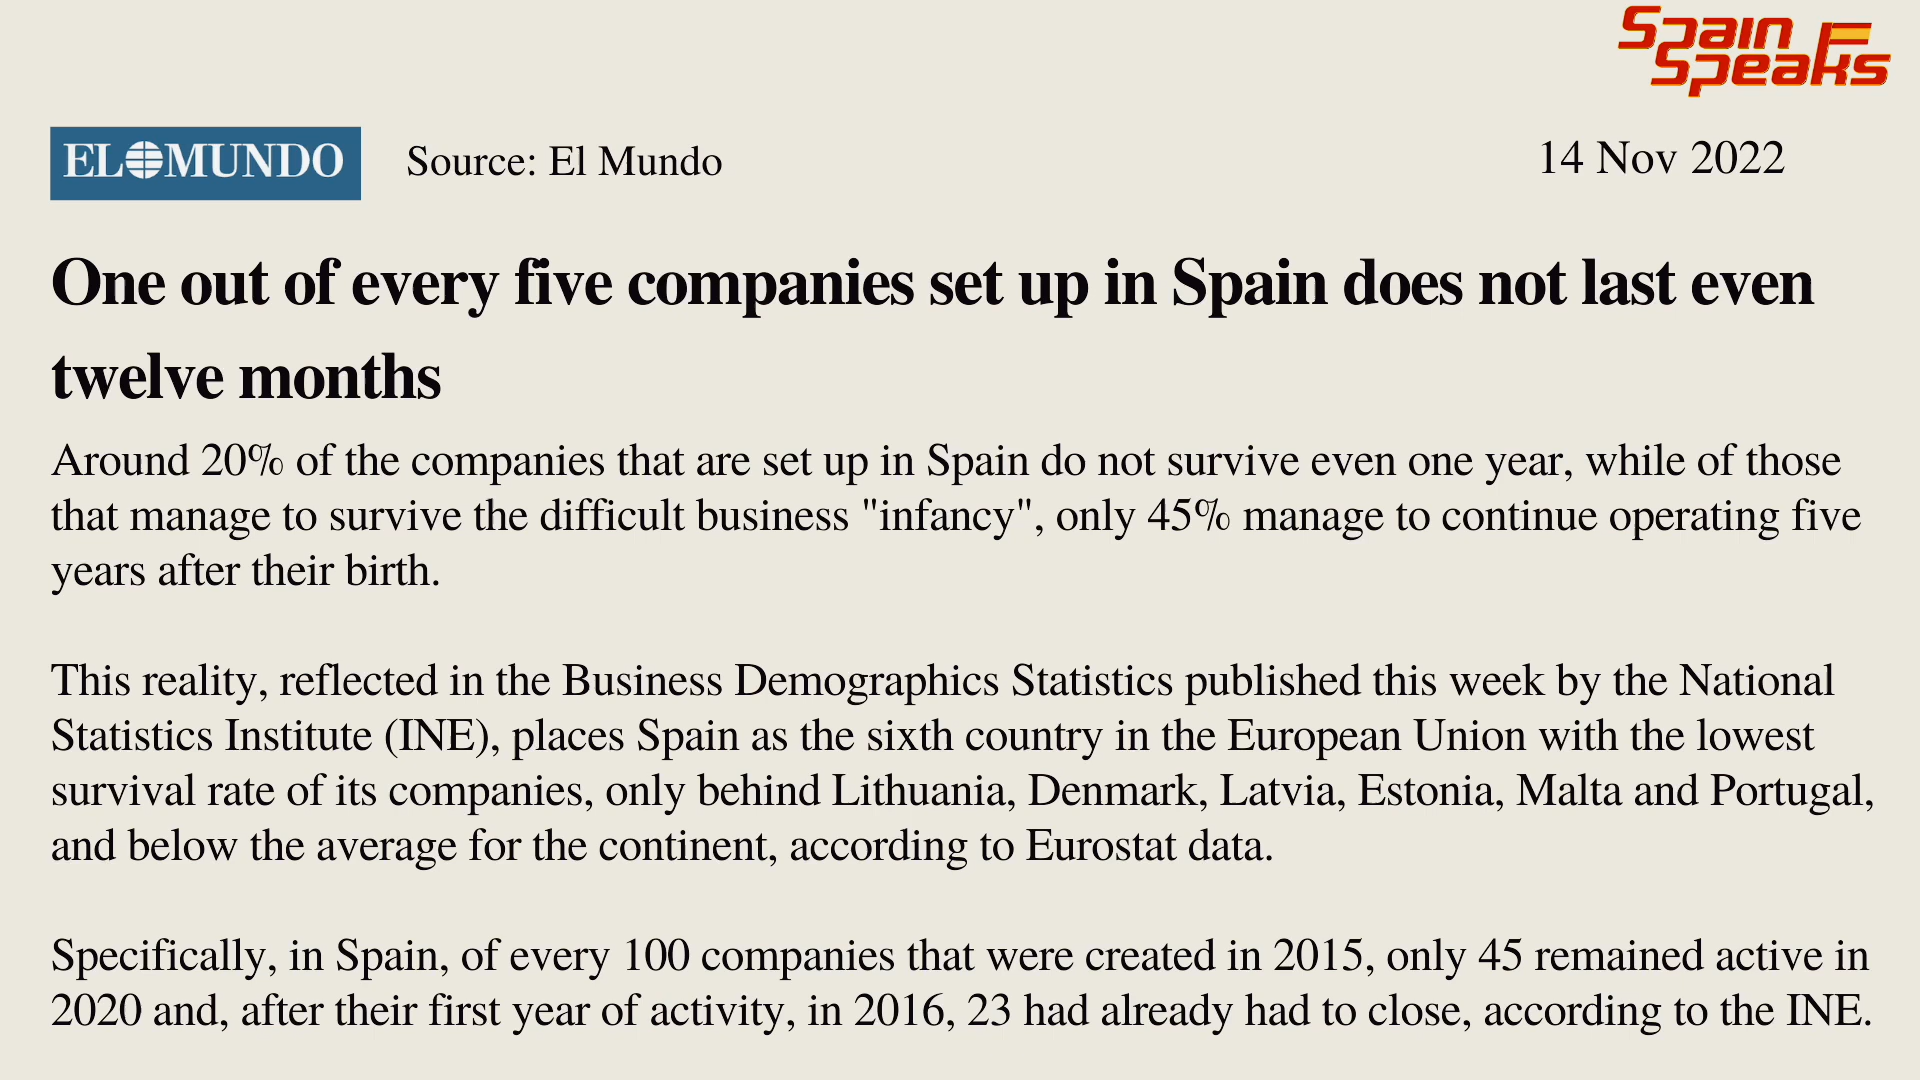 Spain
Speaks
EL MUNDO
Source: El Mundo
14 Nov 2022
One out of every five companies set up in Spain does not last even
twelve months
Around 20% of the companies that are set up in Spain do not survive even one year, while of those
that manage to survive the difficult business "infancy", only 45% manage to continue operating five
years after their birth.
This reality, reflected in the Business Demographics Statistics published this week by the National
Statistics Institute (INE), places Spain as the sixth country in the European Union with the lowest
survival rate of its companies, only behind Lithuania, Denmark, Latvia, Estonia, Malta and Portugal,
and below the average for the continent, according to Eurostat data.
Specifically, in Spain, of every 100 companies that were created in 2015, only 45 remained active in
2020 and, after their first year of activity, in 2016, 23 had already had to close, according to the INE.